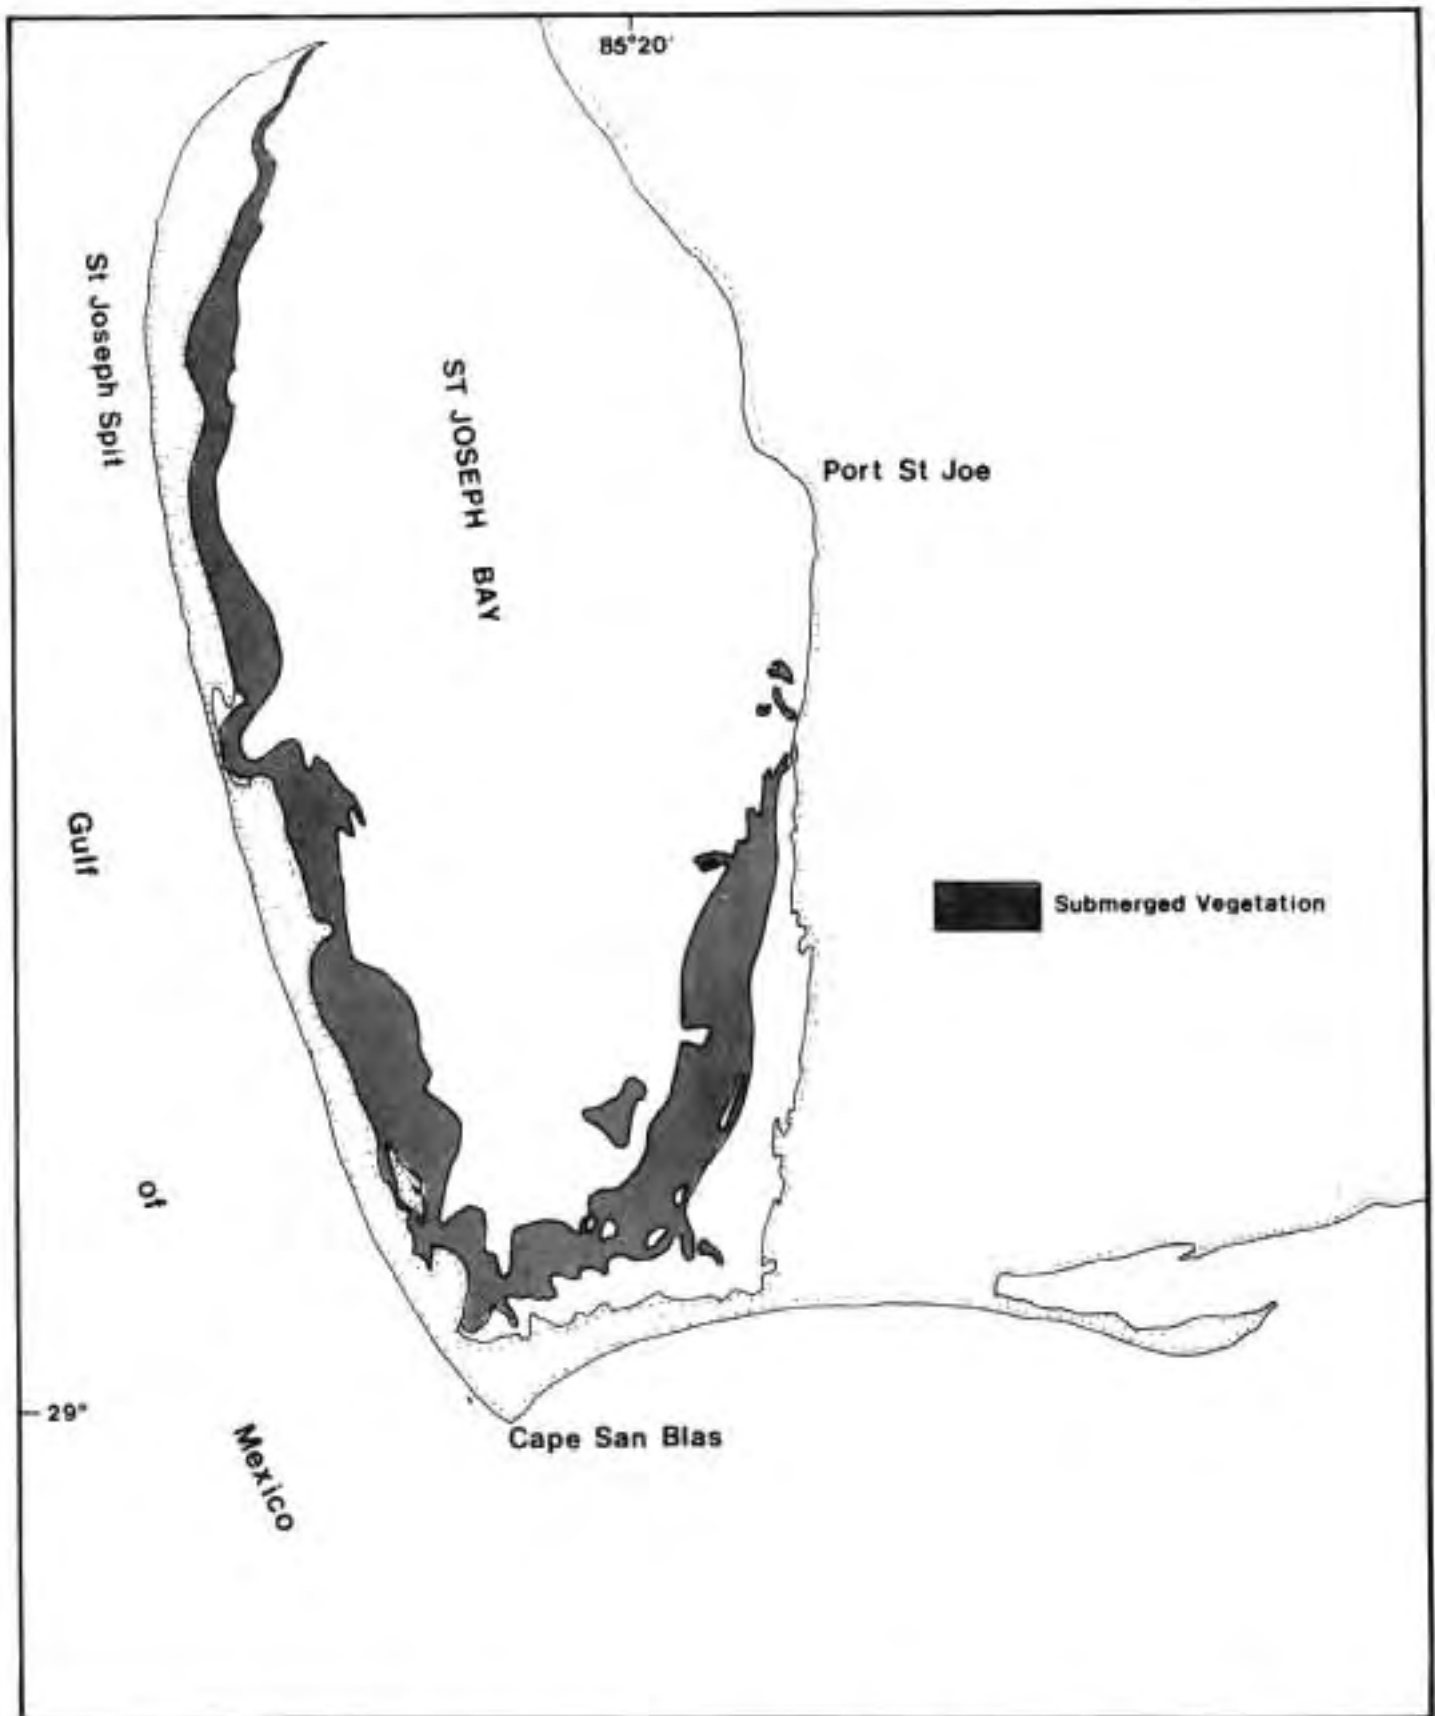 85°20'
St Joseph Spit
ST JOSEPH BAY
Port St Joe
Gulf
of
Mexico
Submerged Vegetation
29°
Cape San Blas